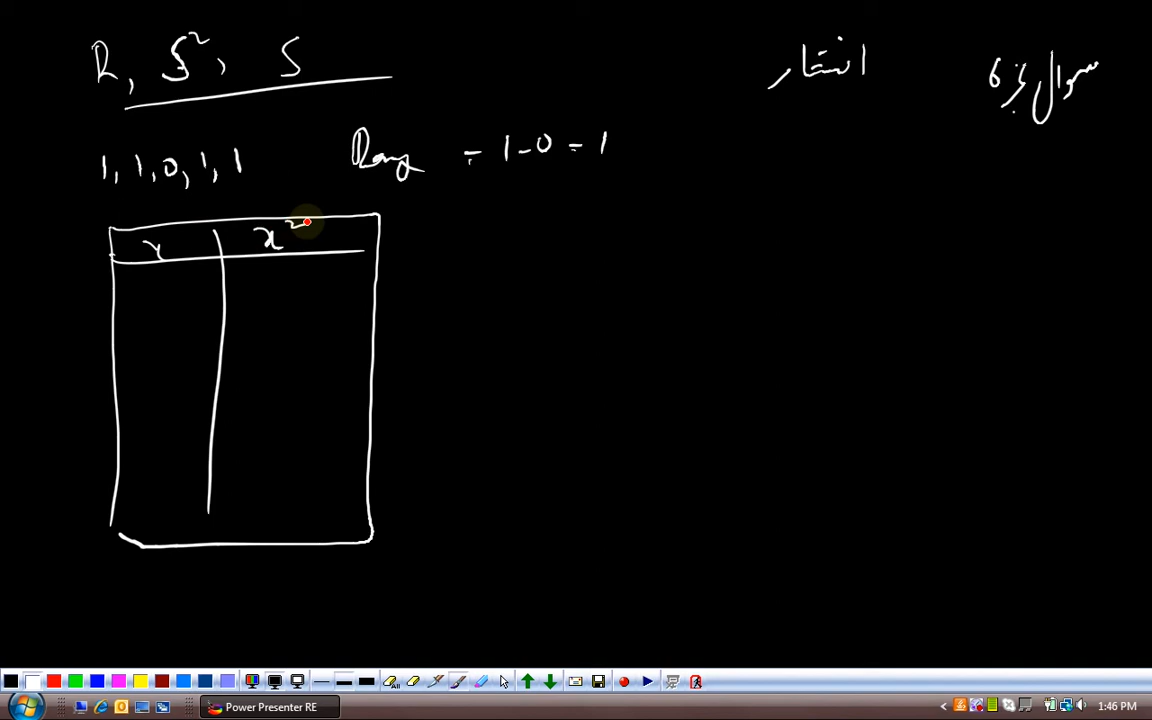 سوال نمبر 6
انتشار
R, S², S
1, 1, 0, 1, 1
Rang = 1 - 0 = 1
x x²
Power Presenter RE
1:46 PM